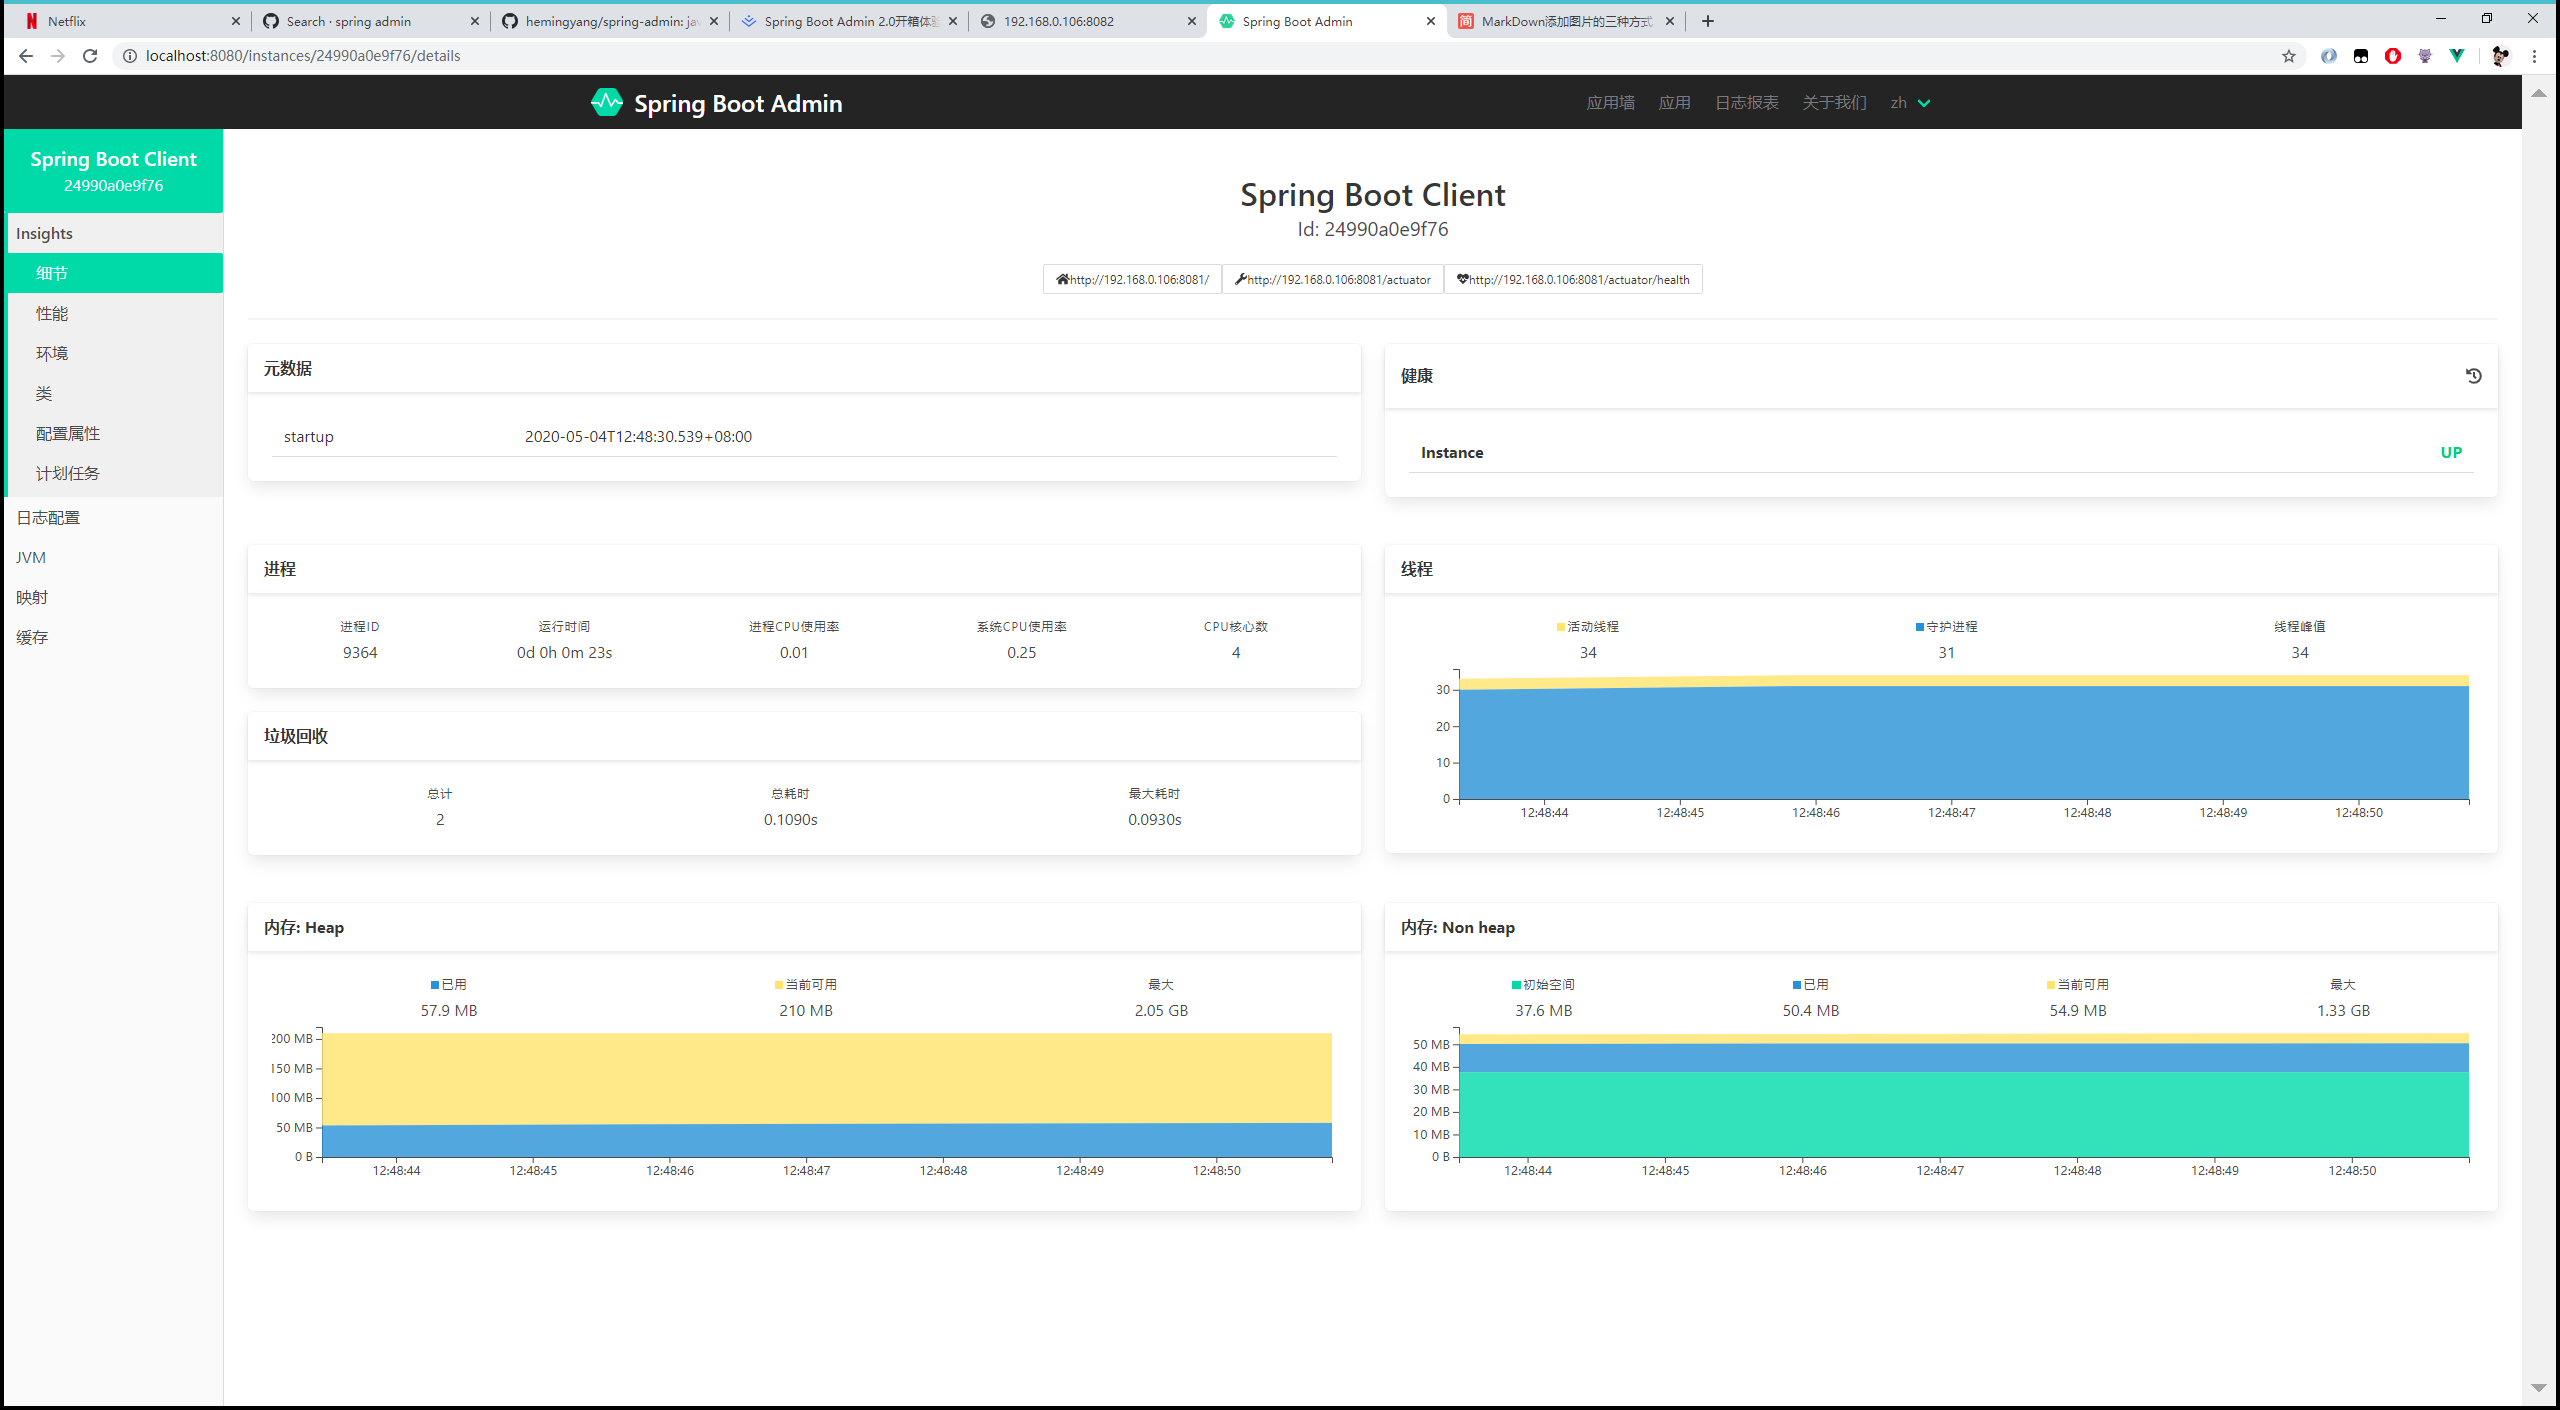 Netflix
Search · spring admin
hemingyang/spring-admin: ja
Spring Boot Admin 2.0开箱体
192.168.0.106:8082
Spring Boot Admin
简
MarkDown添加图片的三种方式
localhost:8080/instances/24990a0e9f76/details
Spring Boot Admin
应用墙
应用
日志报表
关于我们
zh
Spring Boot Client
24990a0e9f76
Insights
细节
性能
环境
类
配置属性
计划任务
日志配置
JVM
映射
缓存
Spring Boot Client
Id: 24990a0e9f76
http://192.168.0.106:8081/
http://192.168.0.106:8081/actuator
http://192.168.0.106:8081/actuator/health
元数据
startup 2020-05-04T12:48:30.539+08:00
健康
Instance UP
进程
进程ID 运行时间 进程CPU使用率 系统CPU使用率 CPU核心数
9364 0d 0h 0m 23s 0.01 0.25 4
线程
活动线程 守护进程 线程峰值
34 31 34
30
20
10
0
12:48:44 12:48:45 12:48:46 12:48:47 12:48:48 12:48:49 12:48:50
垃圾回收
总计 总耗时 最大耗时
2 0.1090s 0.0930s
内存: Heap
已用 当前可用 最大
57.9 MB 210 MB 2.05 GB
200 MB
150 MB
100 MB
50 MB
0 B
12:48:44 12:48:45 12:48:46 12:48:47 12:48:48 12:48:49 12:48:50
内存: Non heap
初始空间 已用 当前可用 最大
37.6 MB 50.4 MB 54.9 MB 1.33 GB
50 MB
40 MB
30 MB
20 MB
10 MB
0 B
12:48:44 12:48:45 12:48:46 12:48:47 12:48:48 12:48:49 12:48:50